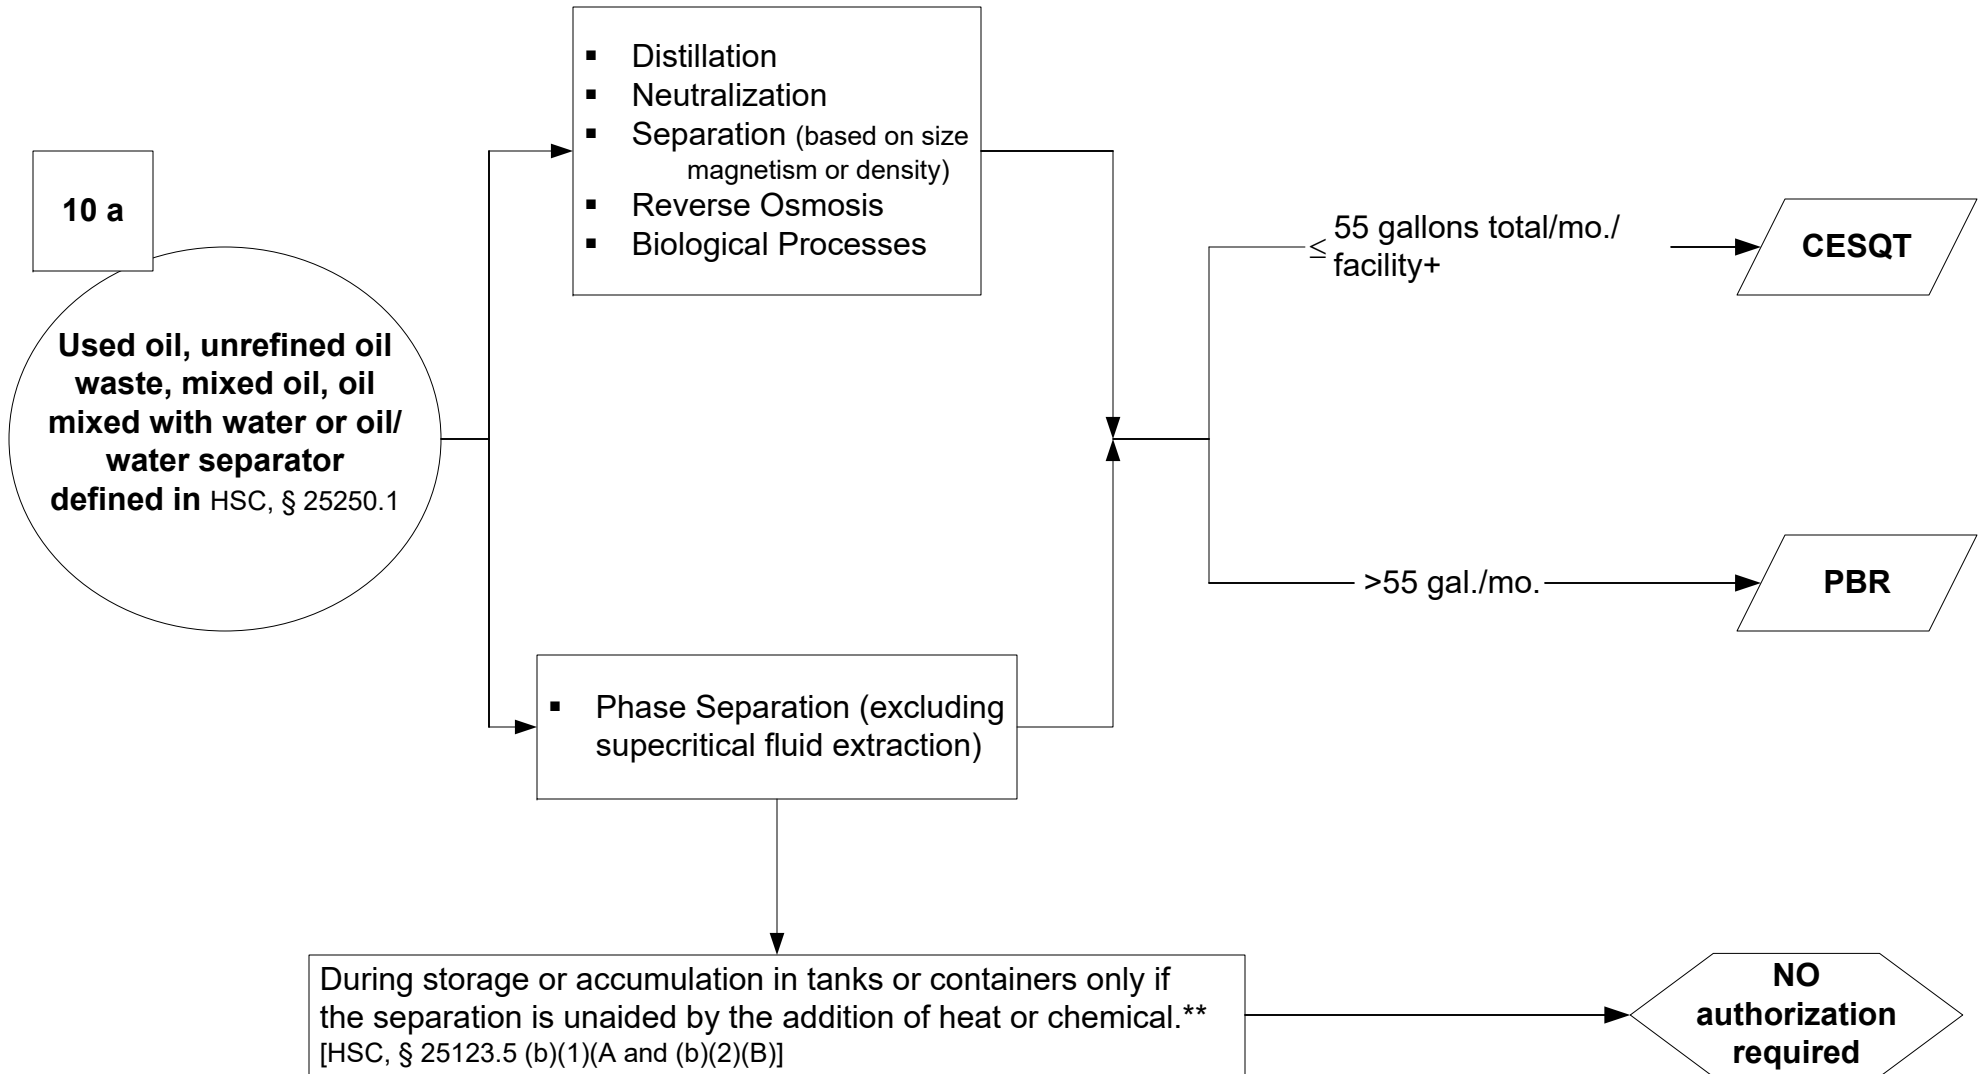 10 a
Used oil, unrefined oil
waste, mixed oil, oil
mixed with water or oil/
water separator
defined in HSC, § 25250.1
▪ Distillation
▪ Neutralization
▪ Separation (based on size
magnetism or density)
▪ Reverse Osmosis
▪ Biological Processes
≤ 55 gallons total/mo./
facility+
CESQT
>55 gal./mo.
PBR
▪ Phase Separation (excluding
supecritical fluid extraction)
During storage or accumulation in tanks or containers only if
the separation is unaided by the addition of heat or chemical.**
[HSC, § 25123.5 (b)(1)(A and (b)(2)(B)]
NO
authorization
required